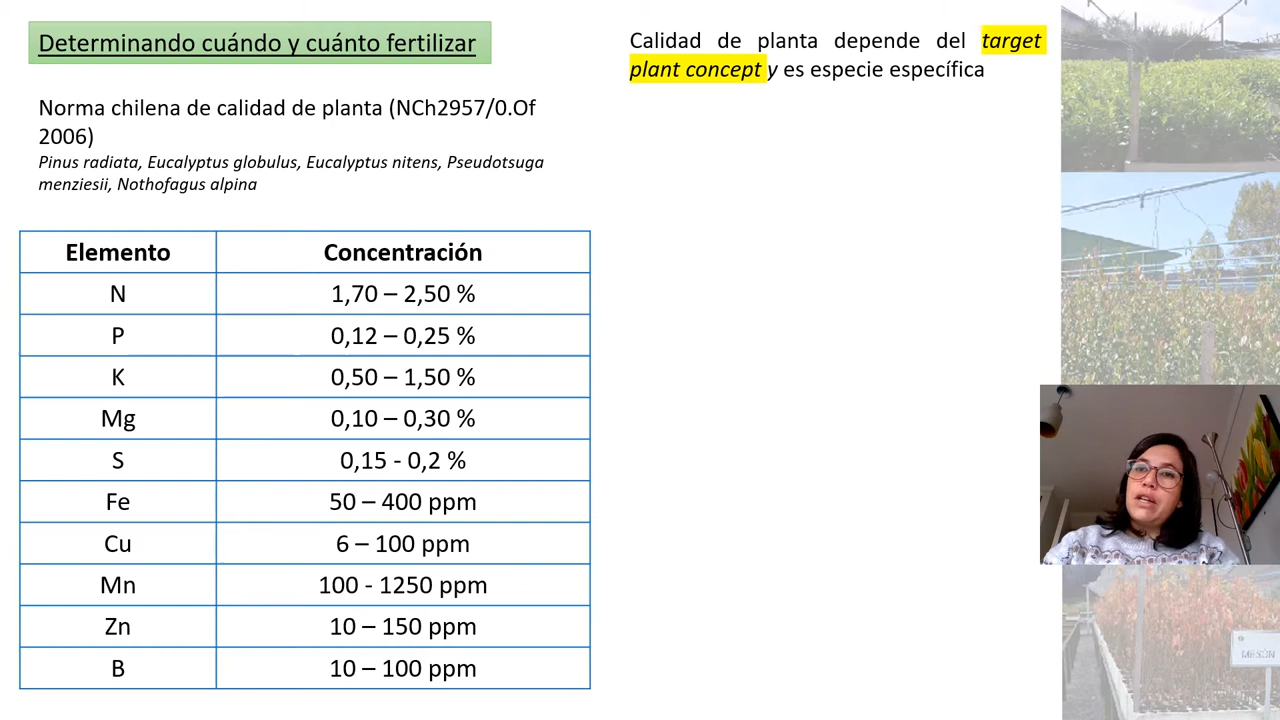 Determinando cuándo y cuánto fertilizar
Norma chilena de calidad de planta (NCh2957/0.Of
2006)
Pinus radiata, Eucalyptus globulus, Eucalyptus nitens, Pseudotsuga
menziesii, Nothofagus alpina
Elemento Concentración
N 1,70 – 2,50 %
P 0,12 – 0,25 %
K 0,50 – 1,50 %
Mg 0,10 – 0,30 %
S 0,15 - 0,2 %
Fe 50 – 400 ppm
Cu 6 – 100 ppm
Mn 100 - 1250 ppm
Zn 10 – 150 ppm
B 10 – 100 ppm
Calidad de planta depende del target
plant concept y es especie específica
MESÓN